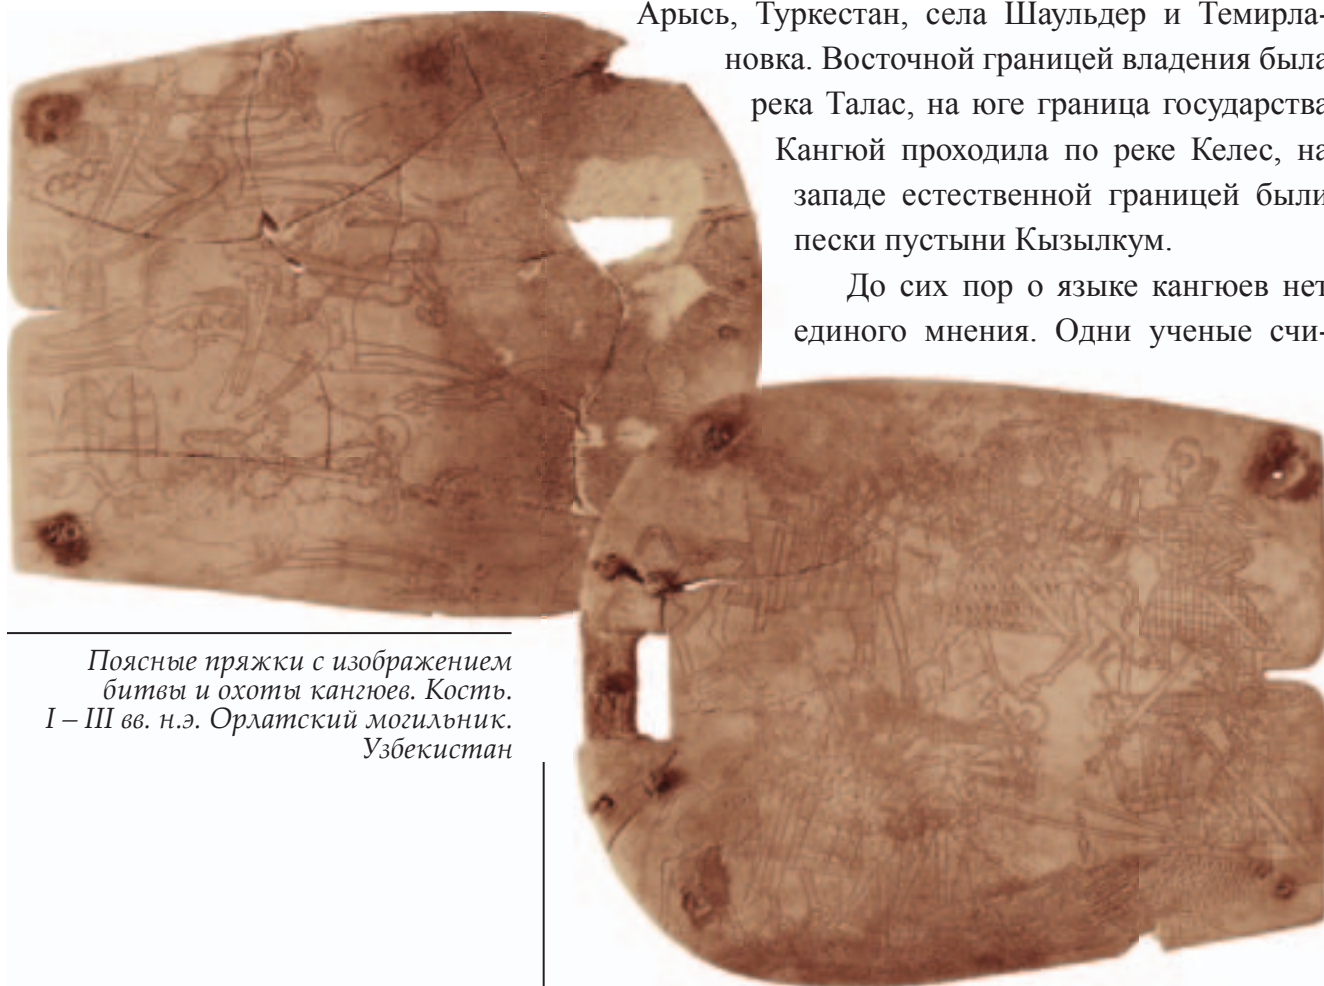 Арысь, Туркестан, села Шаульдер и Темирла-
новка. Восточной границей владения была
река Талас, на юге граница государства
Кангюй проходила по реке Келес, на
западе естественной границей были
пески пустыни Кызылкум.
До сих пор о языке кангюев нет
единого мнения. Одни ученые счи-
Поясные пряжки с изображением
битвы и охоты кангюев. Кость.
I – III вв. н.э. Орлатский могильник.
Узбекистан